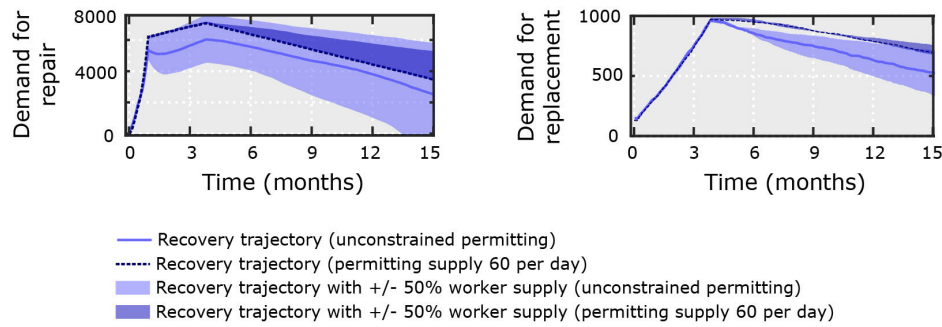 8000
4000
0
Demand for
repair
0 3 6 9 12 15
Time (months)
1000
500
0
Demand for
replacement
0 3 6 9 12 15
Time (months)
Recovery trajectory (unconstrained permitting)
Recovery trajectory (permitting supply 60 per day)
Recovery trajectory with +/- 50% worker supply (unconstrained permitting)
Recovery trajectory with +/- 50% worker supply (permitting supply 60 per day)